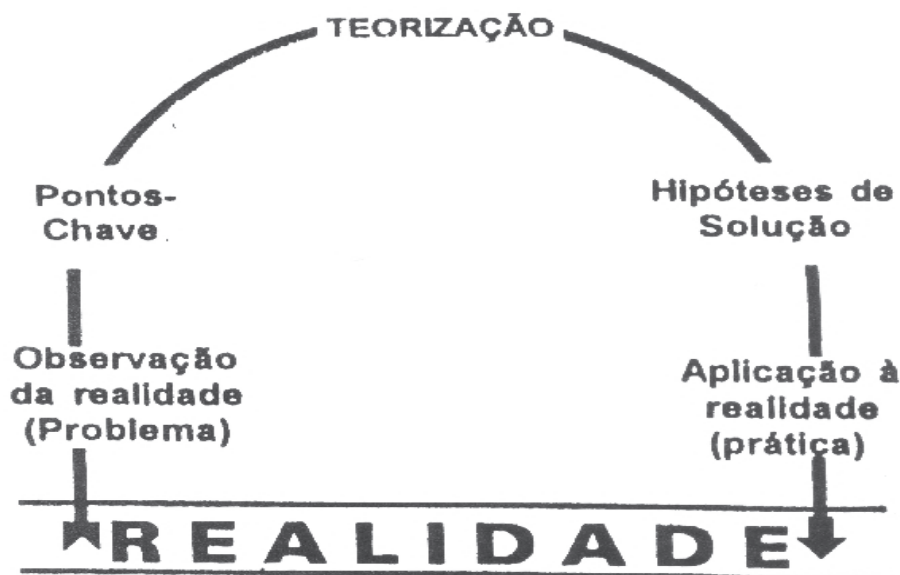 TEORIZAÇÃO
Pontos-
Chave
Hipóteses de
Solução
Observação
da realidade
(Problema)
Aplicação à
realidade
(prática)
REALIDADE